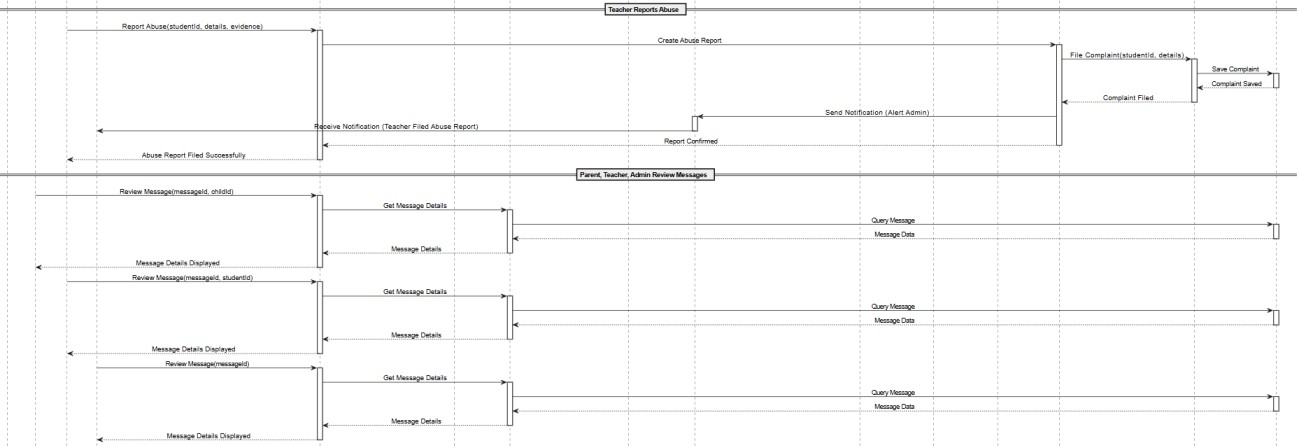 Teacher Reports Abuse
Report Abuse(studentId, details, evidence)
Create Abuse Report
File Complaint(studentId, details)
Save Complaint
Complaint Saved
Complaint Filed
Send Notification (Alert Admin)
Receive Notification (Teacher Filed Abuse Report)
Report Confirmed
Abuse Report Filed Successfully
Parent, Teacher, Admin Review Messages
Review Message(messageId, childId)
Get Message Details
Query Message
Message Data
Message Details
Message Details Displayed
Review Message(messageId, studentId)
Get Message Details
Query Message
Message Data
Message Details
Message Details Displayed
Review Message(messageId)
Get Message Details
Query Message
Message Data
Message Details
Message Details Displayed